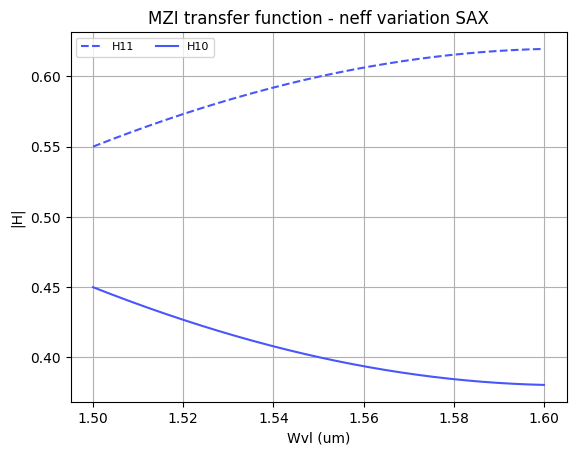 MZI transfer function - neff variation SAX
H11
H10
|H|
0.60
0.55
0.50
0.45
0.40
1.50
1.52
1.54
1.56
1.58
1.60
Wvl (um)